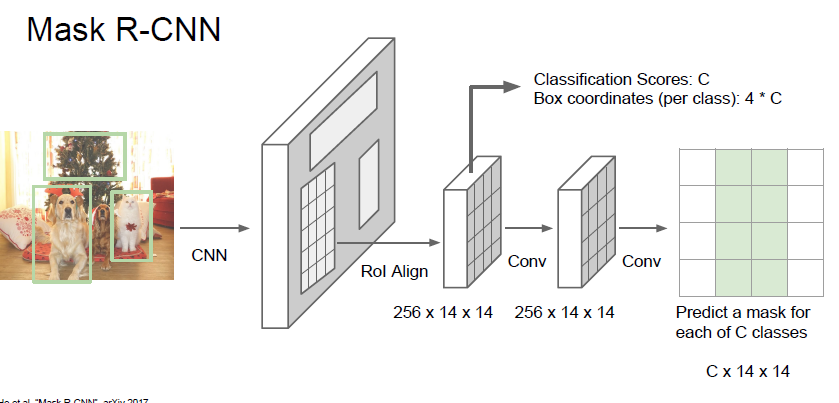 Mask R-CNN
Classification Scores: C
Box coordinates (per class): 4 * C
CNN
RoI Align
Conv
Conv
256 x 14 x 14
256 x 14 x 14
Predict a mask for
each of C classes
C x 14 x 14
He et al, "Mask R-CNN", arXiv 2017